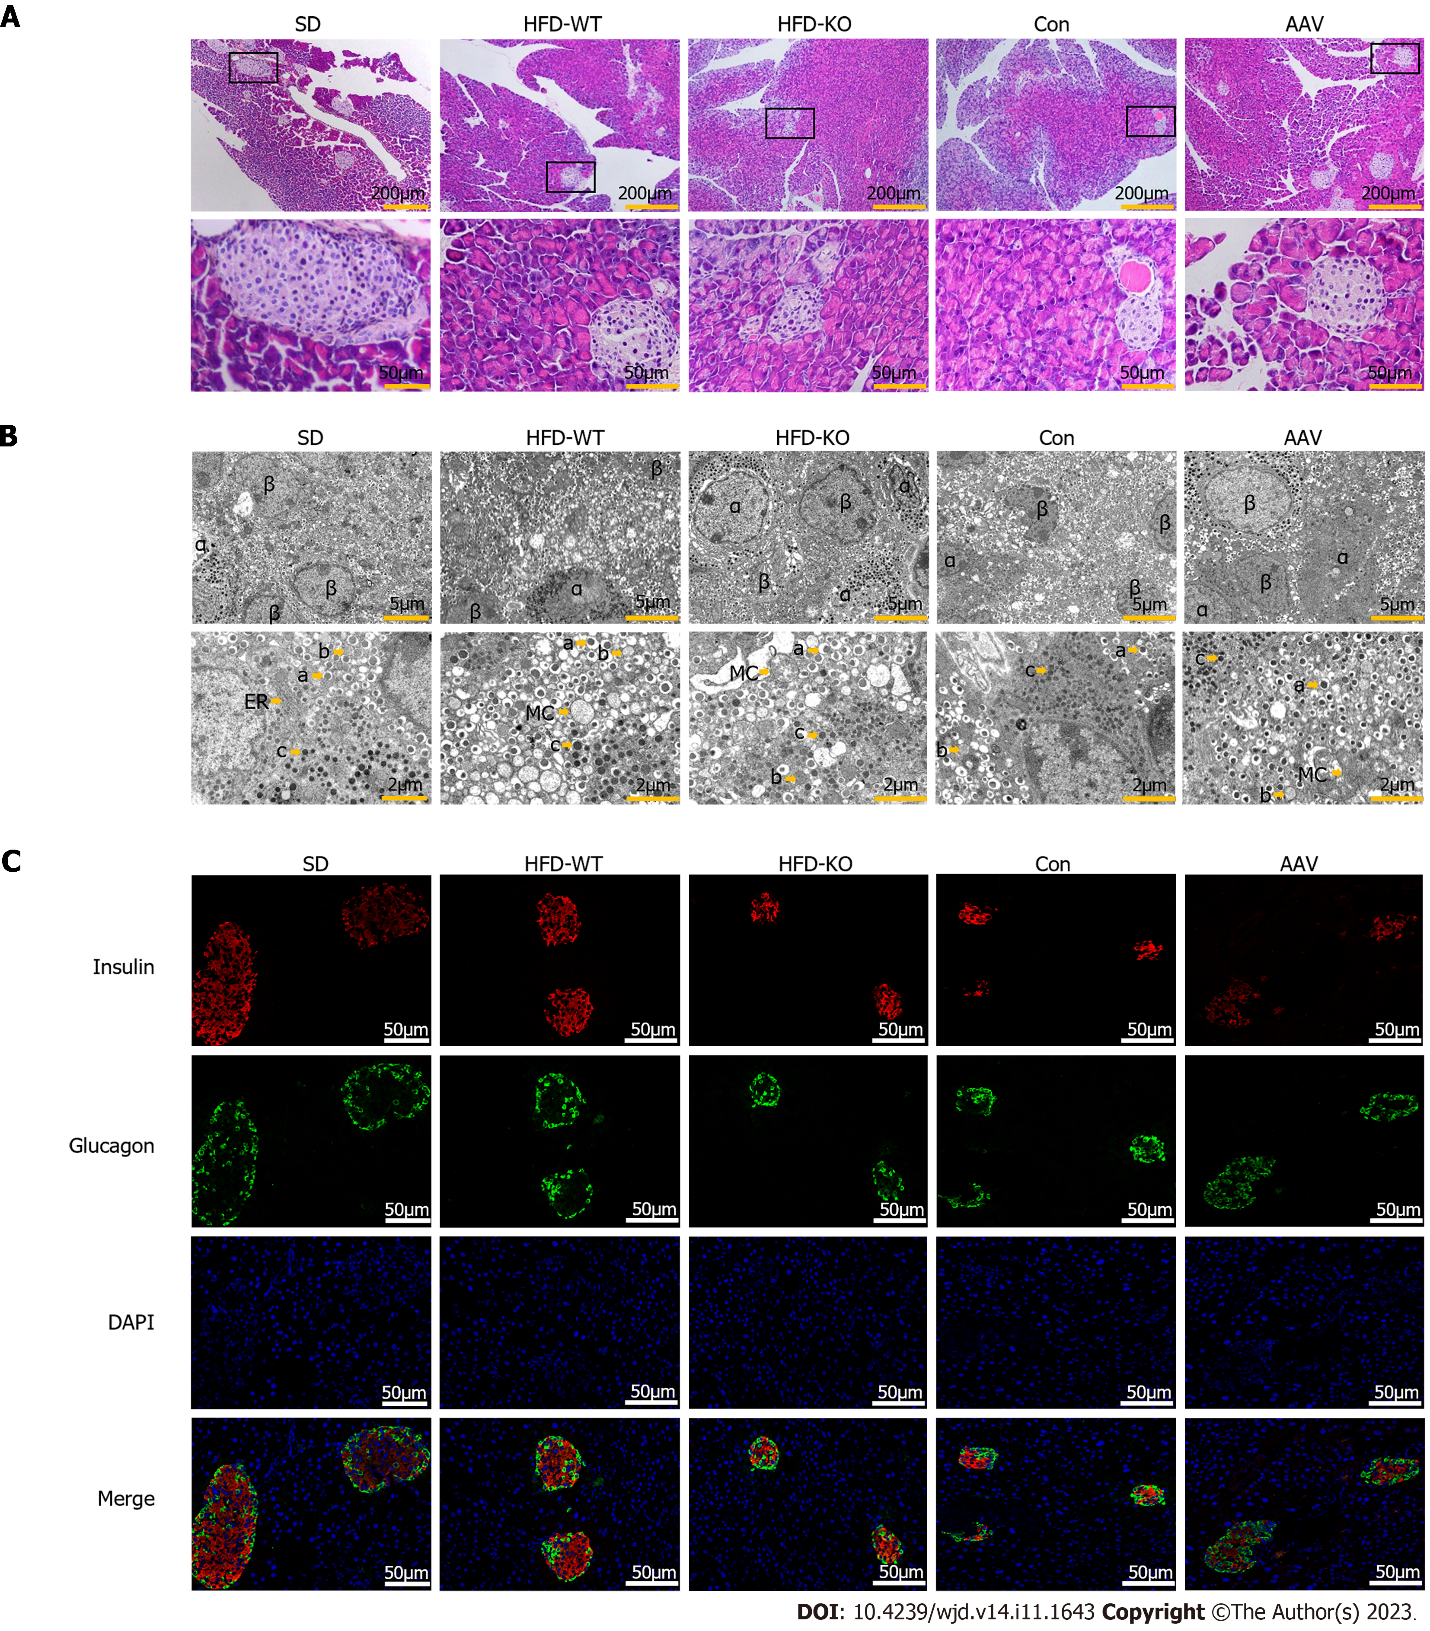 A
SD HFD-WT HFD-KO Con AAV
200μm 200μm 200μm 200μm 200μm
50μm 50μm 50μm 50μm 50μm
B
SD HFD-WT HFD-KO Con AAV
β β α β α β β
α β α β α β α
β β α β α β α
5μm 5μm 5μm 5μm 5μm
b a a b a a c
ER MC MC c a
c c c b MC
b b
2μm 2μm 2μm 2μm 2μm
C
SD HFD-WT HFD-KO Con AAV
Insulin
50μm 50μm 50μm 50μm 50μm
Glucagon
50μm 50μm 50μm 50μm 50μm
DAPI
50μm 50μm 50μm 50μm 50μm
Merge
50μm 50μm 50μm 50μm 50μm
DOI: 10.4239/wjd.v14.i11.1643 Copyright ©The Author(s) 2023.